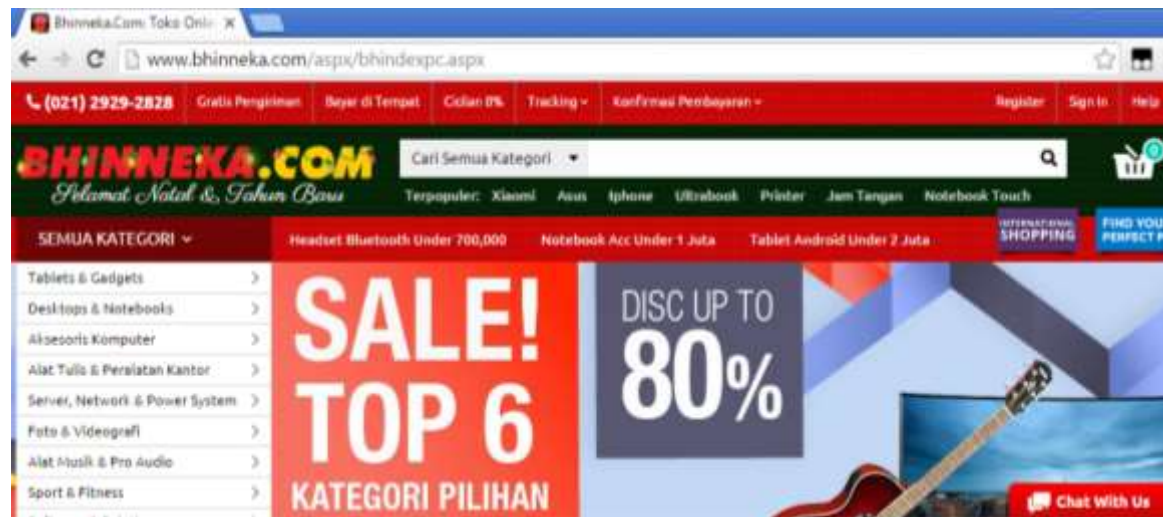 Bhinneka.Com: Toko Onli
www.bhinneka.com/aspx/bhindexpc.aspx
(021) 2929-2828 Gratis Pengiriman Bayar di Tempat Cicilan 0% Tracking Konfirmasi Pembayaran Register Sign In Help
BHINNEKA.COM
Selamat Natal & Tahun Baru
Cari Semua Kategori
0
Terpopuler: Xiaomi Asus Iphone Ultrabook Printer Jam Tangan Notebook Touch
SEMUA KATEGORI Headset Bluetooth Under 700,000 Notebook Acc Under 1 Juta Tablet Android Under 2 Juta
INTERNATIONAL
SHOPPING
FIND YOU
PERFECT P
Tablets & Gadgets
Desktops & Notebooks
Aksesoris Komputer
Alat Tulis & Peralatan Kantor
Server, Network & Power System
Foto & Videografi
Alat Musik & Pro Audio
Sport & Fitness
SALE!
TOP 6
KATEGORI PILIHAN
DISC UP TO
80%
Chat With Us